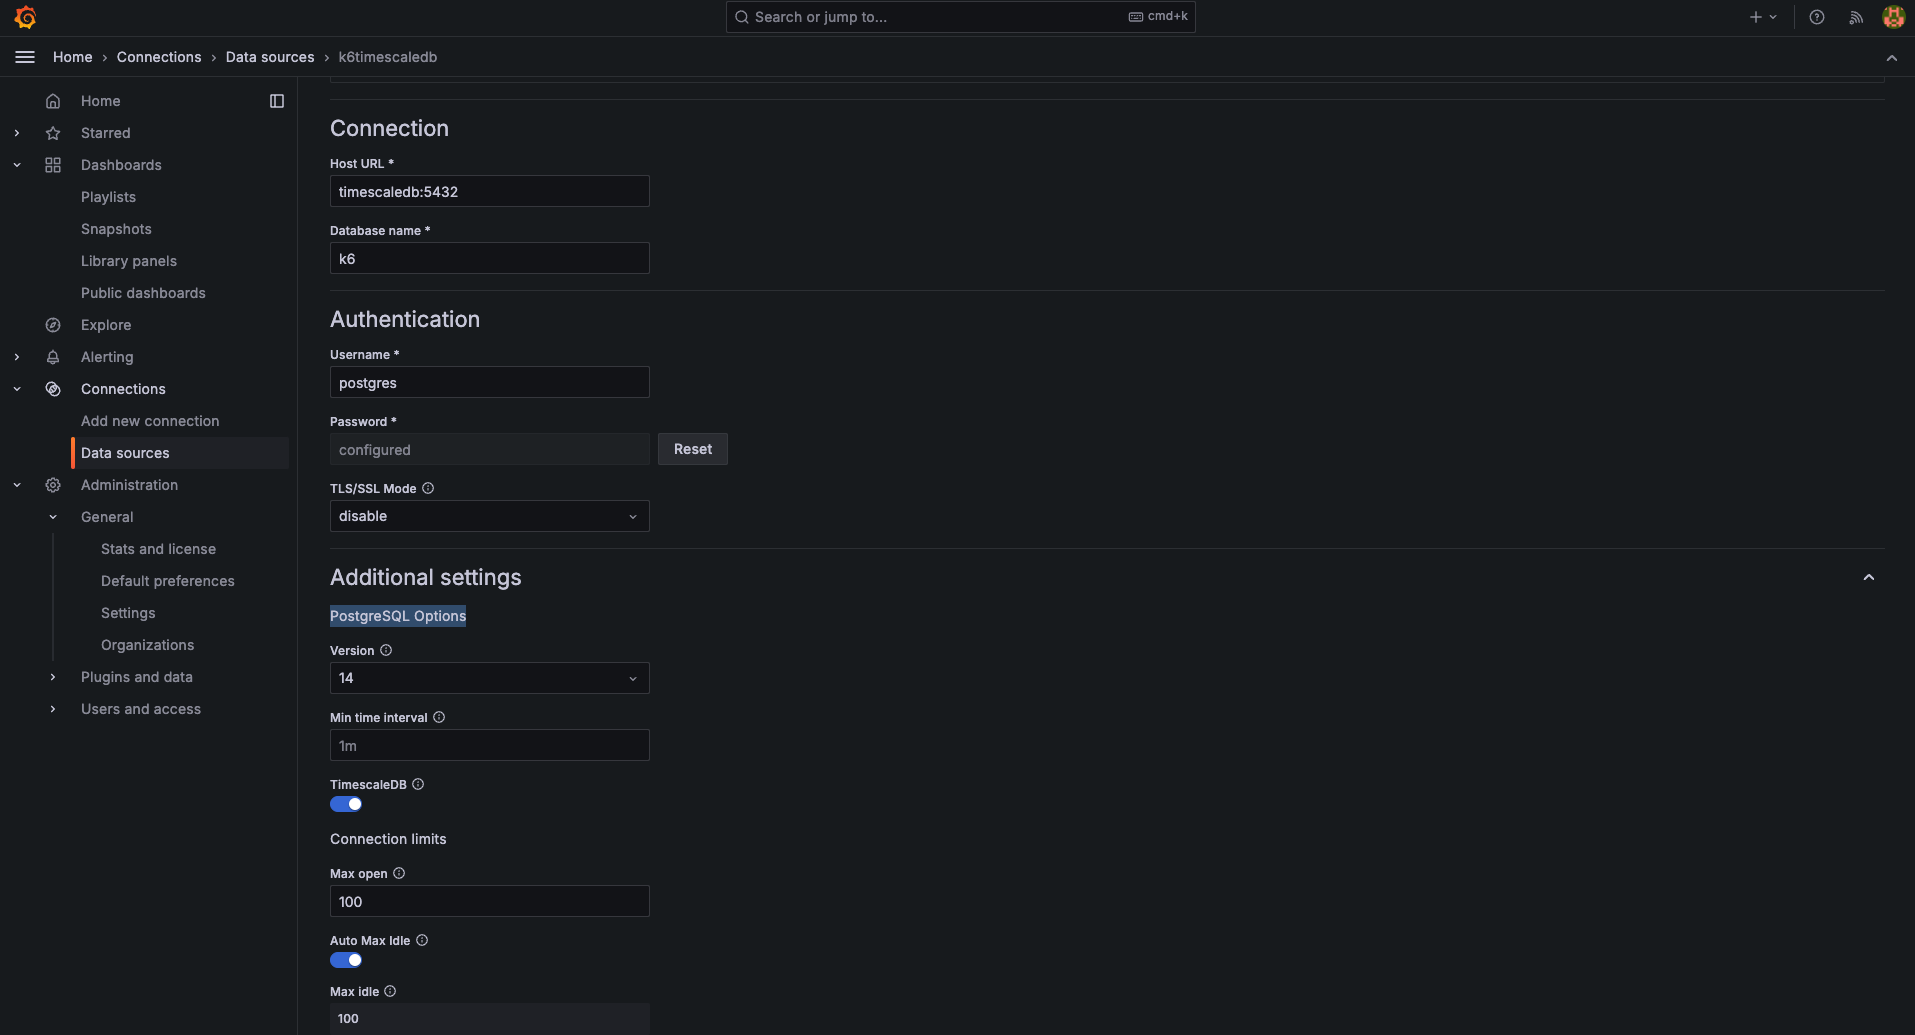 Search or jump to...
cmd+k
Home
Connections
Data sources
k6timescaledb
Home
Starred
Dashboards
Playlists
Snapshots
Library panels
Public dashboards
Explore
Alerting
Connections
Add new connection
Data sources
Administration
General
Stats and license
Default preferences
Settings
Organizations
Plugins and data
Users and access
Connection
Host URL *
timescaledb:5432
Database name *
k6
Authentication
Username *
postgres
Password *
configured
Reset
TLS/SSL Mode
disable
Additional settings
PostgreSQL Options
Version
14
Min time interval
1m
TimescaleDB
Connection limits
Max open
100
Auto Max Idle
Max idle
100